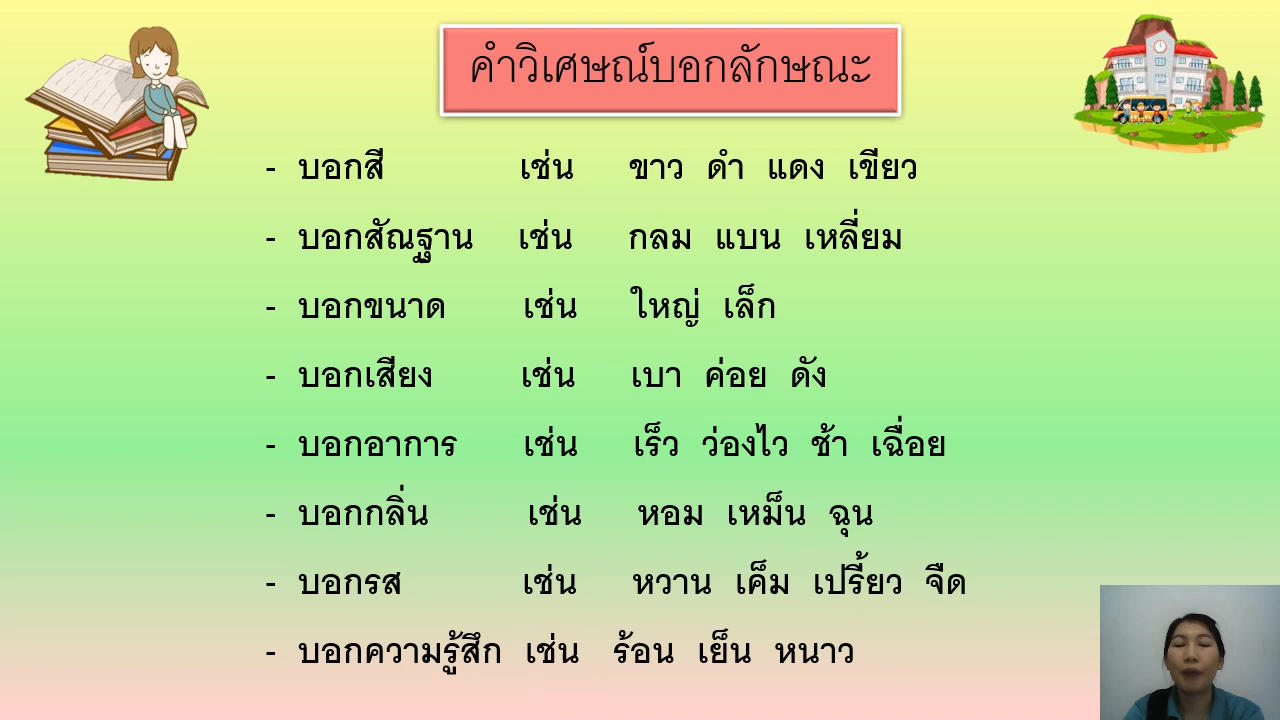 คำวิเศษณ์บอกลักษณะ
- บอกสี เช่น ขาว ดำ แดง เขียว
- บอกสัณฐาน เช่น กลม แบน เหลี่ยม
- บอกขนาด เช่น ใหญ่ เล็ก
- บอกเสียง เช่น เบา ค่อย ดัง
- บอกอาการ เช่น เร็ว ว่องไว ช้า เฉื่อย
- บอกกลิ่น เช่น หอม เหม็น ฉุน
- บอกรส เช่น หวาน เค็ม เปรี้ยว จืด
- บอกความรู้สึก เช่น ร้อน เย็น หนาว